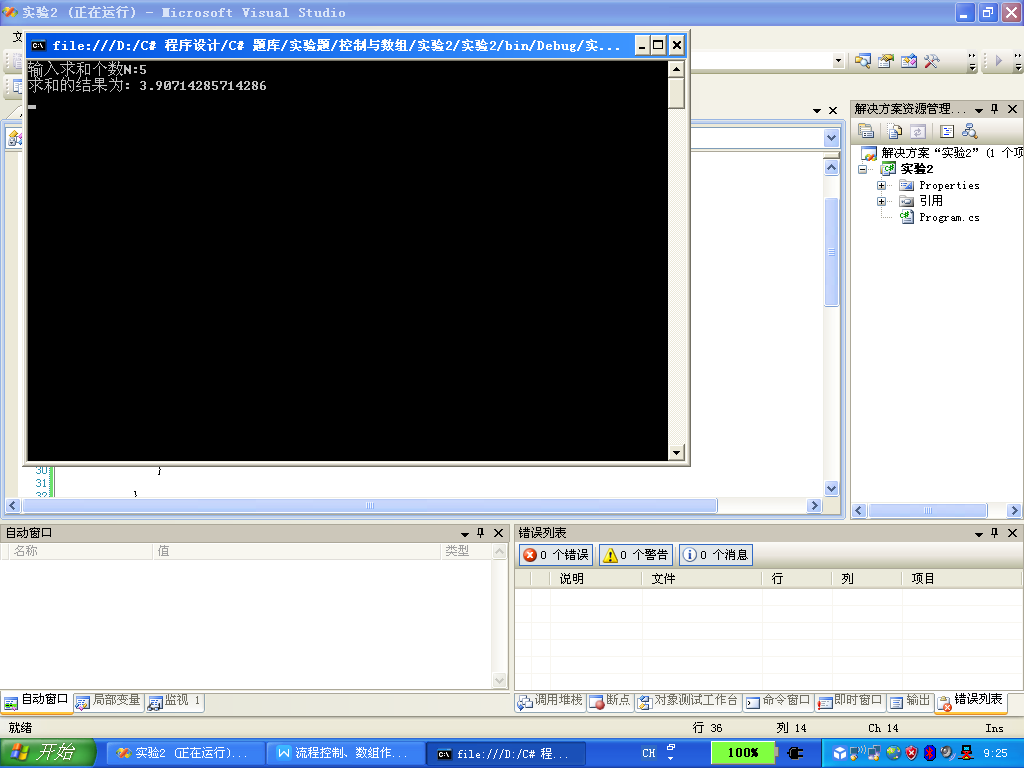 实验2 (正在运行) - Microsoft Visual Studio
file:///D:/C# 程序设计/C# 题库/实验题/控制与数组/实验2/实验2/bin/Debug/实...
输入求和个数N:5
求和的结果为: 3.90714285714286
解决方案资源管理...
解决方案“实验2” (1 个项
实验2
Properties
引用
Program.cs
30 }
31
32 }
自动窗口
名称 值 类型
错误列表
0 个错误 0 个警告 0 个消息
说明 文件 行 列 项目
自动窗口 局部变量 监视 1
调用堆栈 断点 对象测试工作台 命令窗口 即时窗口 输出 错误列表
就绪 行 36 列 14 Ch 14 Ins
开始 实验2 (正在运行)... 流程控制、数组作... file:///D:/C# 程... CH 100% 9:25